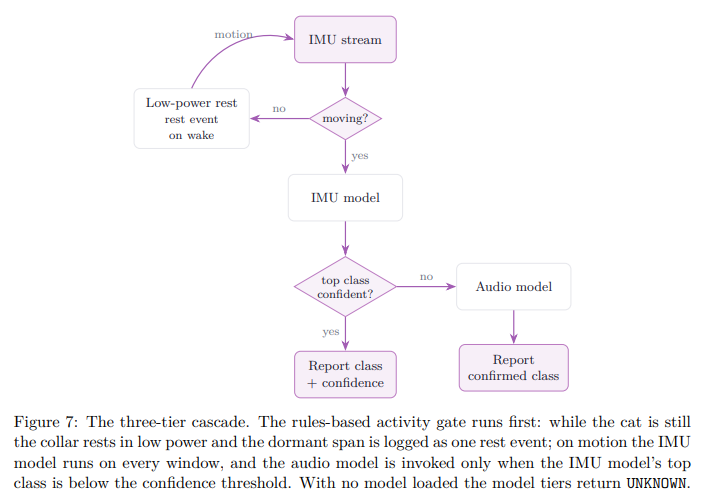 motion
IMU stream
Low-power rest
rest event
on wake
no
moving?
yes
IMU model
top class
confident?
no
Audio model
yes
Report class
+ confidence
Report
confirmed class
Figure 7: The three-tier cascade. The rules-based activity gate runs first: while the cat is still
the collar rests in low power and the dormant span is logged as one rest event; on motion the IMU
model runs on every window, and the audio model is invoked only when the IMU model's top
class is below the confidence threshold. With no model loaded the model tiers return UNKNOWN.